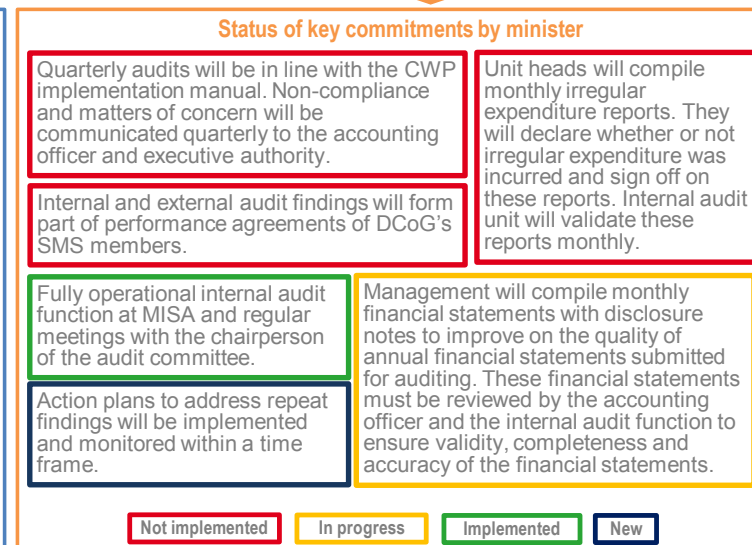 Status of key commitments by minister
Quarterly audits will be in line with the CWP
implementation manual. Non-compliance
and matters of concern will be
communicated quarterly to the accounting
officer and executive authority.
Internal and external audit findings will form
part of performance agreements of DCoG's
SMS members.
Unit heads will compile
monthly irregular
expenditure reports. They
will declare whether or not
irregular expenditure was
incurred and sign off on
these reports. Internal audit
unit will validate these
reports monthly.
Fully operational internal audit
function at MISA and regular
meetings with the chairperson
of the audit committee.
Action plans to address repeat
findings will be implemented
and monitored within a time
frame.
Management will compile monthly
financial statements with disclosure
notes to improve on the quality of
annual financial statements submitted
for auditing. These financial statements
must be reviewed by the accounting
officer and the internal audit function to
ensure validity, completeness and
accuracy of the financial statements.
Not implemented
In progress
Implemented
New